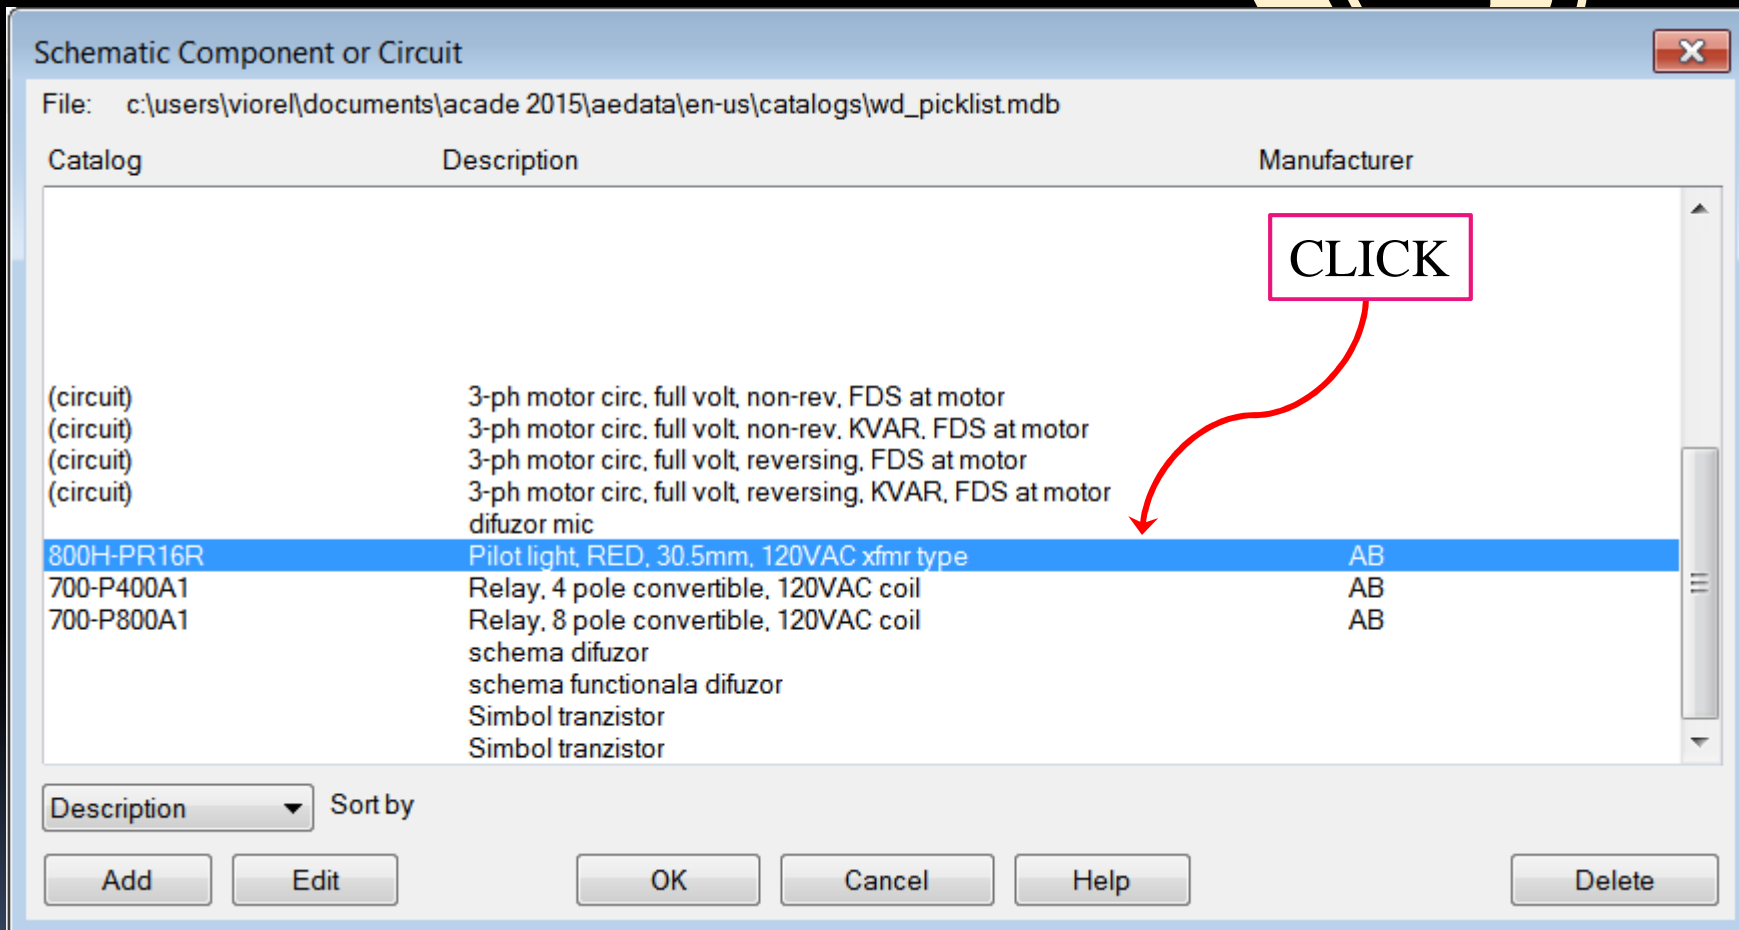 Schematic Component or Circuit
File: c:\users\viorel\documents\acade 2015\aedata\en-us\catalogs\wd_picklist.mdb
Catalog Description Manufacturer
CLICK
(circuit) 3-ph motor circ, full volt, non-rev, FDS at motor
(circuit) 3-ph motor circ, full volt, non-rev, KVAR, FDS at motor
(circuit) 3-ph motor circ, full volt, reversing, FDS at motor
(circuit) 3-ph motor circ, full volt, reversing, KVAR, FDS at motor
difuzor mic
800H-PR16R Pilot light, RED, 30.5mm, 120VAC xfmr type AB
700-P400A1 Relay, 4 pole convertible, 120VAC coil AB
700-P800A1 Relay, 8 pole convertible, 120VAC coil AB
schema difuzor
schema functionala difuzor
Simbol tranzistor
Simbol tranzistor
Description Sort by
Add Edit OK Cancel Help Delete